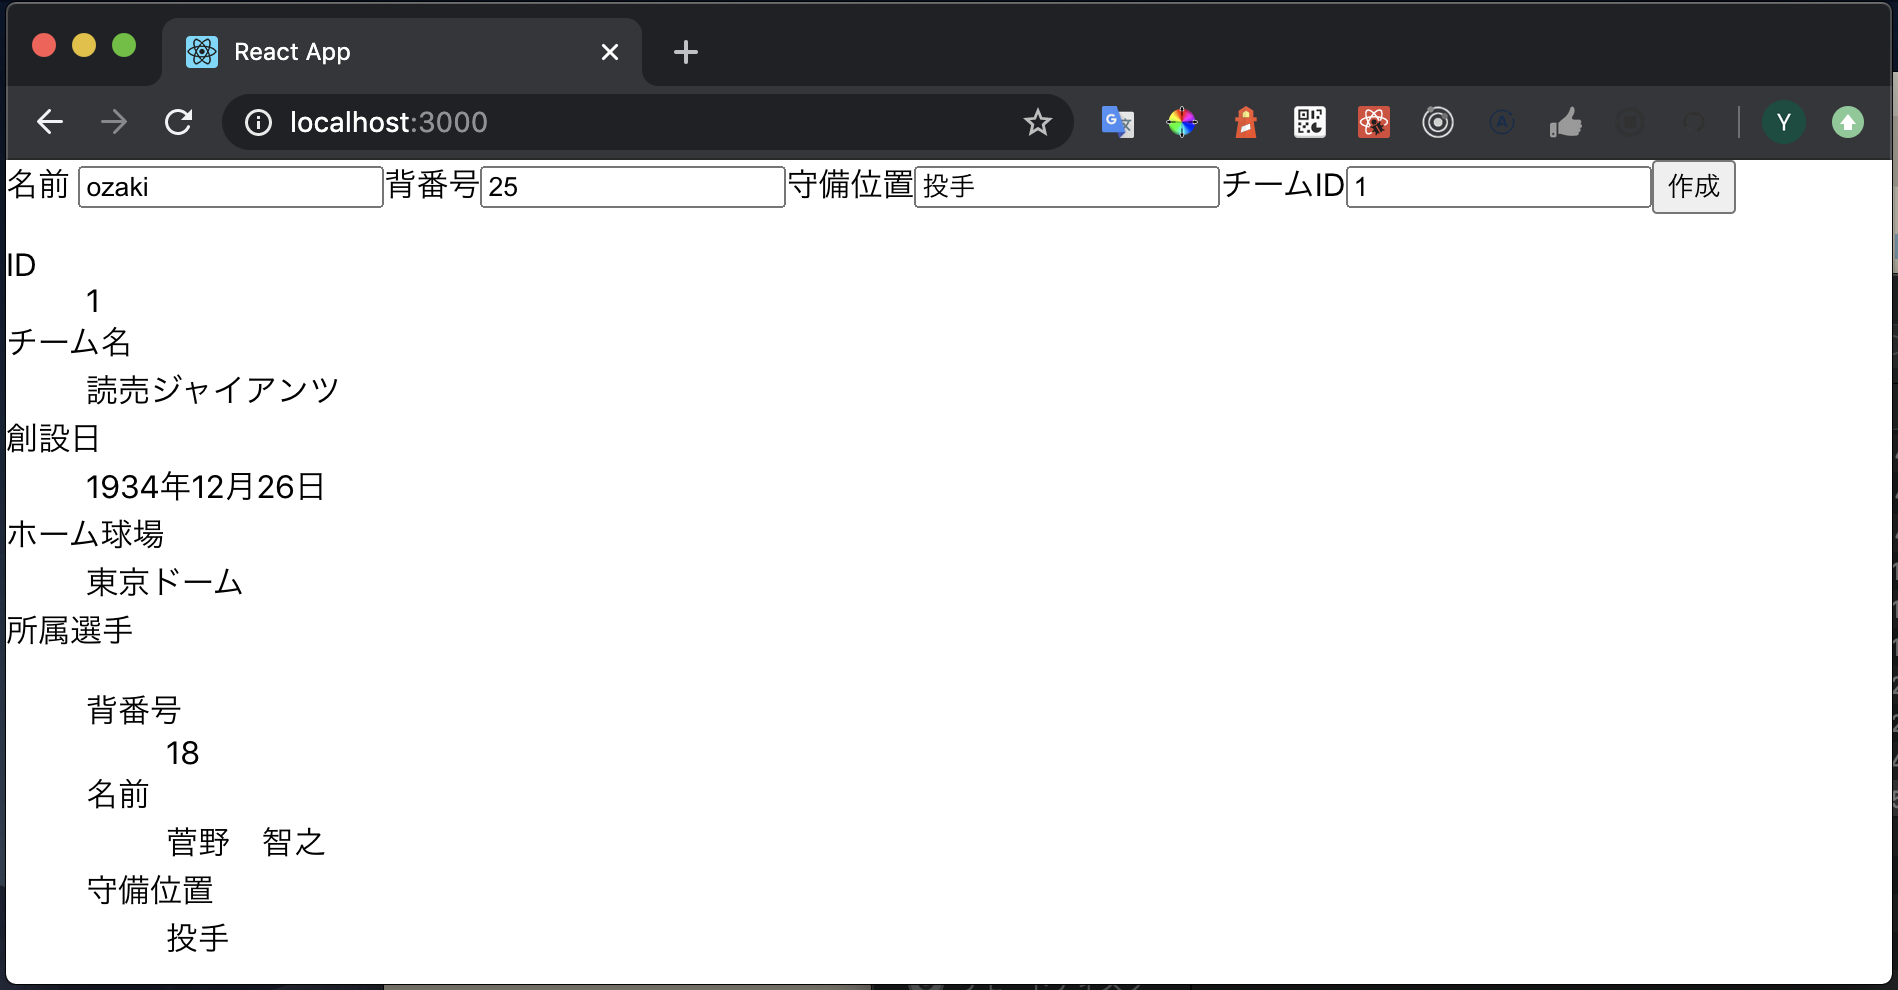 React App
localhost:3000
Y
名前 ozaki 背番号 25 守備位置 投手 チームID 1 作成
ID
1
チーム名
読売ジャイアンツ
創設日
1934年12月26日
ホーム球場
東京ドーム
所属選手
背番号
18
名前
菅野　智之
守備位置
投手